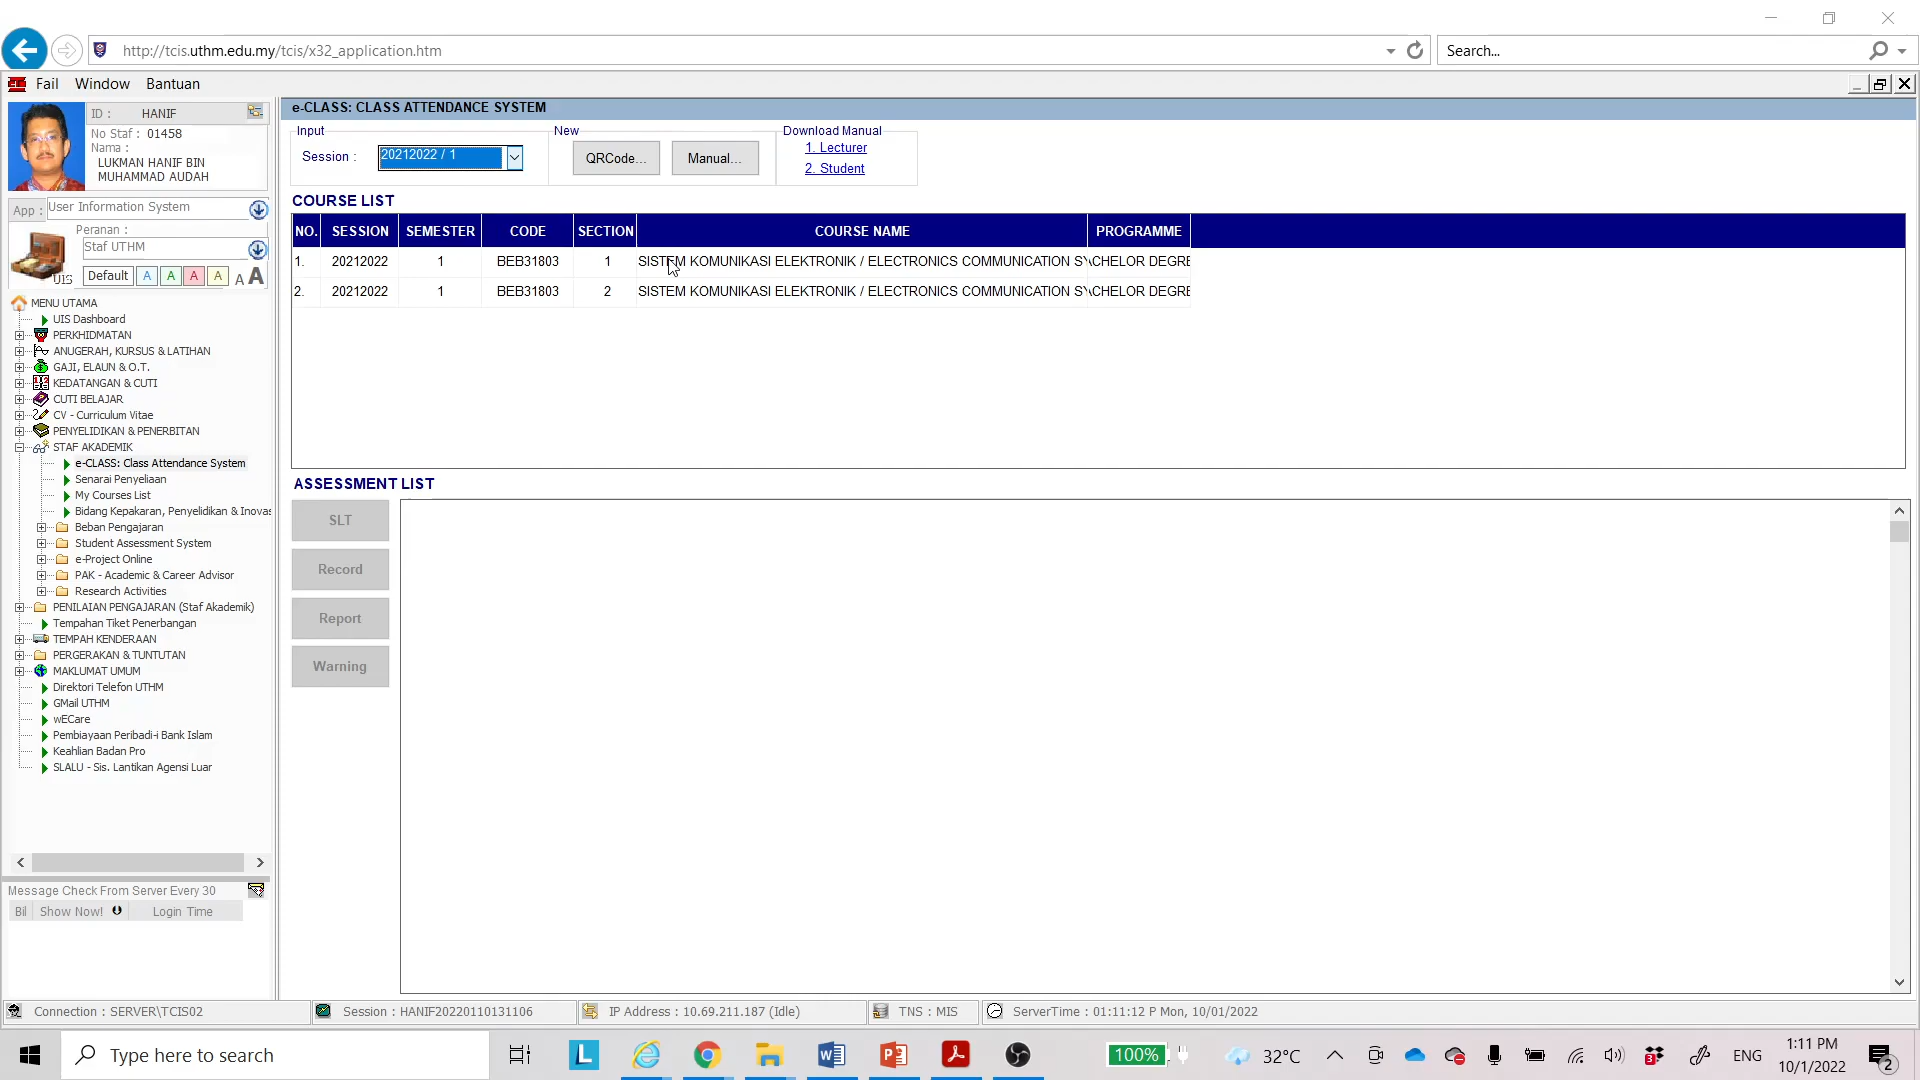 http://tcis.uthm.edu.my/tcis/x32_application.htm
Search...
Fail Window Bantuan
ID : HANIF
No Staf : 01458
Nama :
LUKMAN HANIF BIN
MUHAMMAD AUDAH
App : User Information System
Peranan :
Staf UTHM
UIS
Default A A A A A A
MENU UTAMA
UIS Dashboard
PERKHIDMATAN
ANUGERAH, KURSUS & LATIHAN
GAJI, ELAUN & O.T.
KEDATANGAN & CUTI
CUTI BELAJAR
CV - Curriculum Vitae
PENYELIDIKAN & PENERBITAN
STAF AKADEMIK
e-CLASS: Class Attendance System
Senarai Penyeliaan
My Courses List
Bidang Kepakaran, Penyelidikan & Inovas
Beban Pengajaran
Student Assessment System
e-Project Online
PAK - Academic & Career Advisor
Research Activities
PENILAIAN PENGAJARAN (Staf Akademik)
Tempahan Tiket Penerbangan
TEMPAH KENDERAAN
PERGERAKAN & TUNTUTAN
MAKLUMAT UMUM
Direktori Telefon UTHM
GMail UTHM
wECare
Pembiayaan Peribadi-i Bank Islam
Keahlian Badan Pro
SLALU - Sis. Lantikan Agensi Luar
Message Check From Server Every 30
Bil Show Now! Login Time
e-CLASS: CLASS ATTENDANCE SYSTEM
Input New Download Manual
Session : 20212022 / 1 QRCode... Manual... 1. Lecturer
2. Student
COURSE LIST
NO. SESSION SEMESTER CODE SECTION COURSE NAME PROGRAMME
1. 20212022 1 BEB31803 1 SISTEM KOMUNIKASI ELEKTRONIK / ELECTRONICS COMMUNICATION SY ACHELOR DEGRE
2. 20212022 1 BEB31803 2 SISTEM KOMUNIKASI ELEKTRONIK / ELECTRONICS COMMUNICATION SY ACHELOR DEGRE
ASSESSMENT LIST
SLT
Record
Report
Warning
Connection : SERVER\TCIS02 Session : HANIF20220110131106 IP Address : 10.69.211.187 (Idle) TNS : MIS ServerTime : 01:11:12 P Mon, 10/01/2022
Type here to search L 100% 32°C 3 ENG 1:11 PM
10/1/2022 2